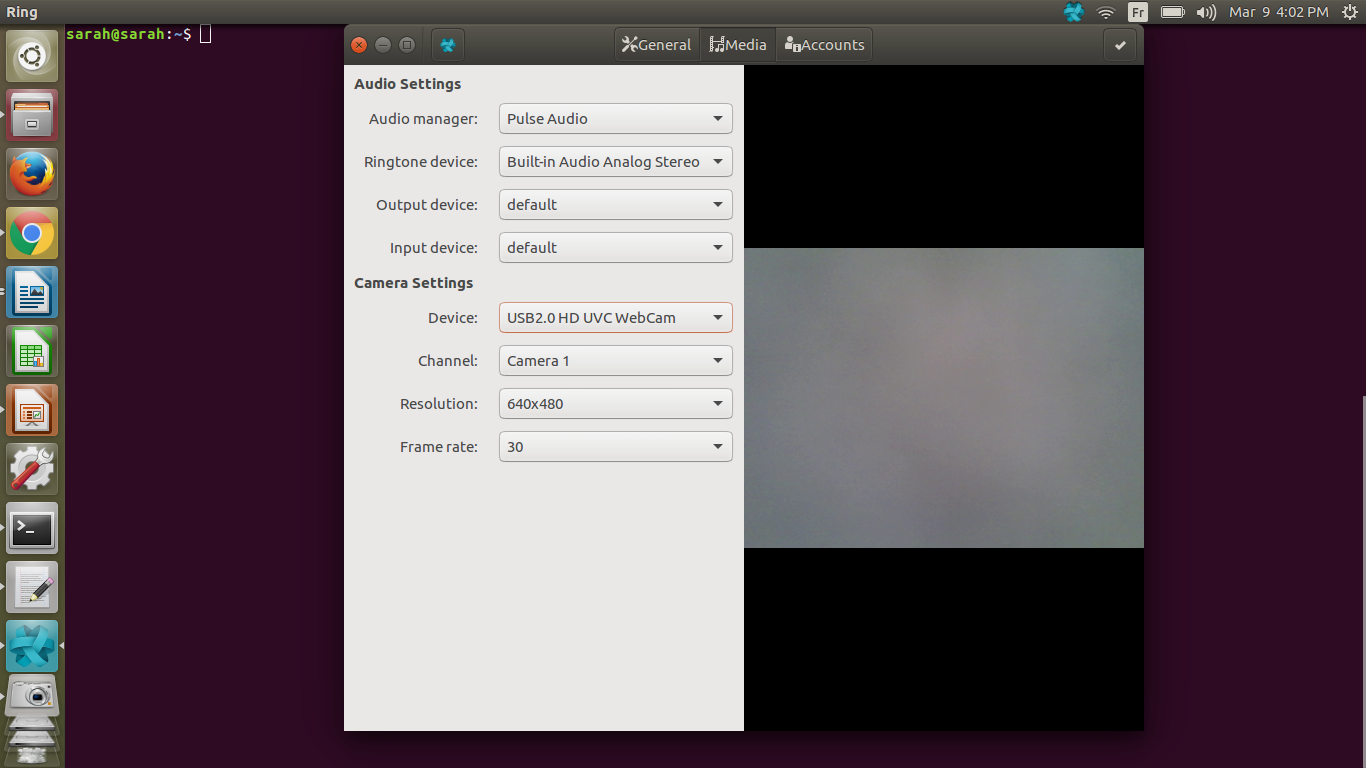 Ring Fr Mar 9 4:02 PM
sarah@sarah:~$
General Media Accounts
Audio Settings
Audio manager: Pulse Audio
Ringtone device: Built-in Audio Analog Stereo
Output device: default
Input device: default
Camera Settings
Device: USB2.0 HD UVC WebCam
Channel: Camera 1
Resolution: 640x480
Frame rate: 30
>_